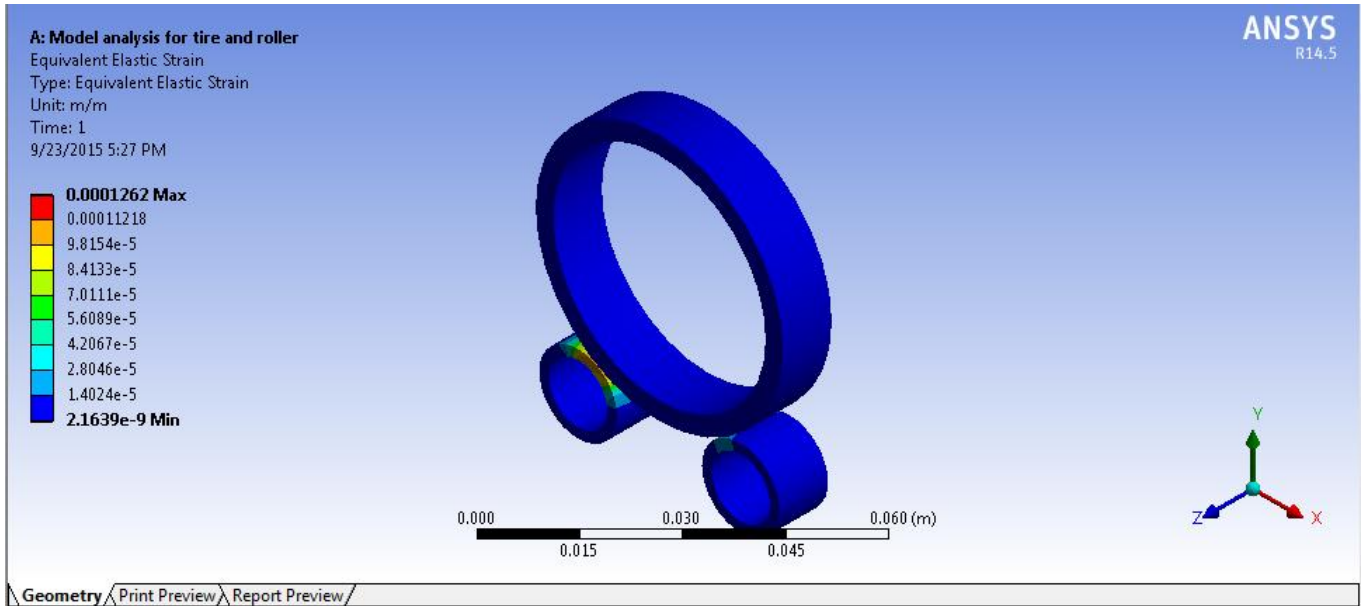 A: Model analysis for tire and roller
Equivalent Elastic Strain
Type: Equivalent Elastic Strain
Unit: m/m
Time: 1
9/23/2015 5:27 PM
ANSYS
R14.5
0.0001262 Max
0.00011218
9.8154e-5
8.4133e-5
7.0111e-5
5.6089e-5
4.2067e-5
2.8046e-5
1.4024e-5
2.1639e-9 Min
Y
Z X
0.000 0.030 0.060 (m)
0.015 0.045
Geometry Print Preview Report Preview